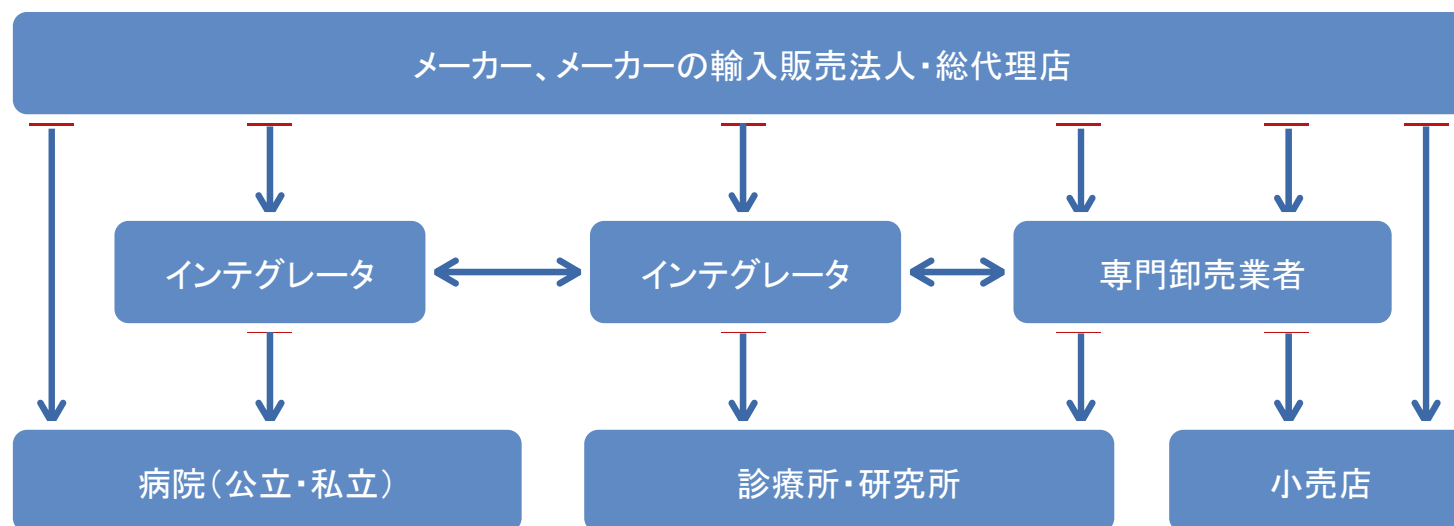 メーカー、メーカーの輸入販売法人・総代理店
インテグレータ
インテグレータ
専門卸売業者
病院(公立・私立)
診療所・研究所
小売店